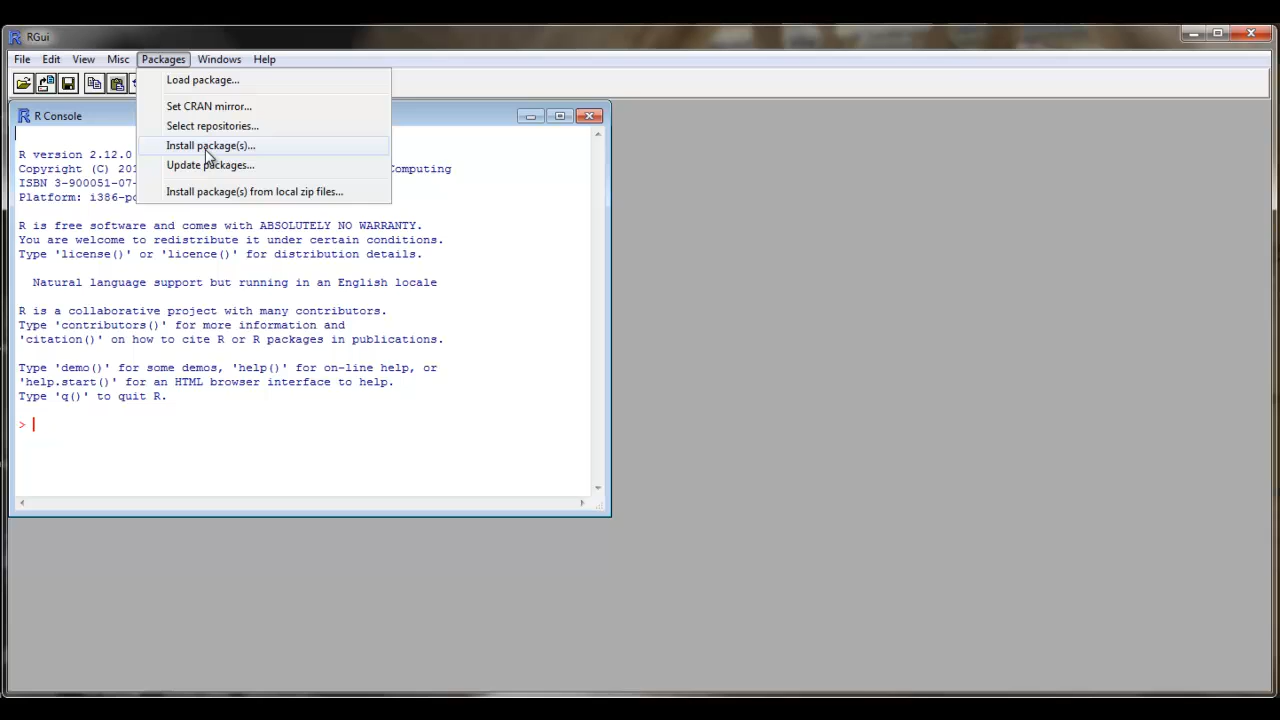 RGui
File Edit View Misc Packages Windows Help
Load package...
Set CRAN mirror...
Select repositories...
Install package(s)...
Update packages...
Install package(s) from local zip files...
R Console
R version 2.12.0
Copyright (C) 20 Computing
ISBN 3-900051-07-
Platform: i386-pc
R is free software and comes with ABSOLUTELY NO WARRANTY.
You are welcome to redistribute it under certain conditions.
Type 'license()' or 'licence()' for distribution details.
Natural language support but running in an English locale
R is a collaborative project with many contributors.
Type 'contributors()' for more information and
'citation()' on how to cite R or R packages in publications.
Type 'demo()' for some demos, 'help()' for on-line help, or
'help.start()' for an HTML browser interface to help.
Type 'q()' to quit R.
>